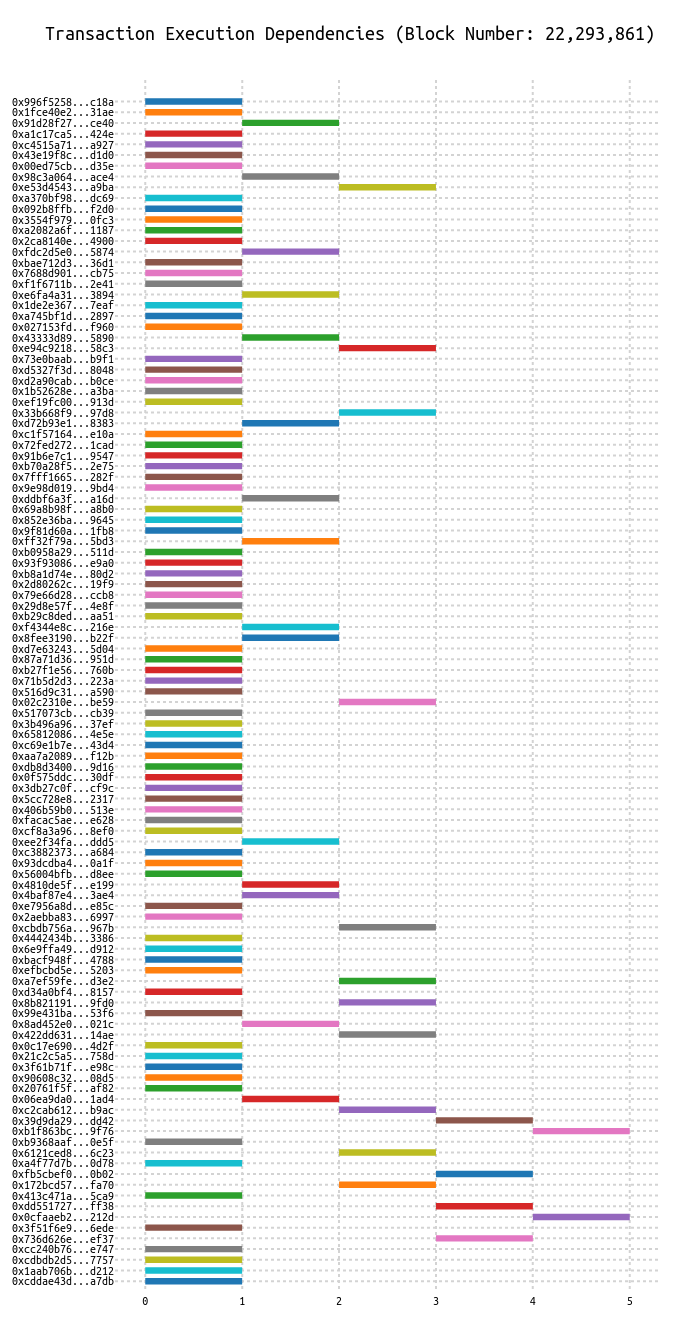 Transaction Execution Dependencies (Block Number: 22,293,861)
0x996f5258...c18a
0x1fce40e2...31ae
0x91d28f27...ce40
0xa1c17ca5...424e
0xc4515a71...a927
0x43e19f8c...d1d0
0x00ed75cb...d35e
0x98c3a064...ace4
0xe53d4543...a9ba
0xa370bf98...dc69
0x092b8ffb...f2d0
0x3554f979...0fc3
0xa2082a6f...1187
0x2ca8140e...4900
0xfdc2d5e0...5874
0xbae712d3...36d1
0x7688d901...cb75
0xf1f6711b...2e41
0xe6fa4a31...3894
0x1de2e367...7eaf
0xa745bf1d...2897
0x027153fd...f960
0x43333d89...5890
0xe94c9218...58c3
0x73e0baab...b9f1
0xd5327f3d...8048
0xd2a90cab...b0ce
0x1b52628e...a3ba
0xef19fc00...913d
0x33b668f9...97d8
0xd72b93e1...8383
0xc1f57164...e10a
0x72fed272...1cad
0x91b6e7c1...9547
0xb70a28f5...2e75
0x7fff1665...282f
0x9e98d019...9bd4
0xddbf6a3f...a16d
0x69a8b98f...a8b0
0x852e36ba...9645
0x9f81d60a...1fb8
0xff32f79a...5bd3
0xb0958a29...511d
0x93f93086...e9a0
0xb8a1d74e...80d2
0x2d80262c...19f9
0x79e66d28...ccb8
0x29d8e57f...4e8f
0xb29c8ded...aa51
0xf4344e8c...216e
0x8fee3190...b22f
0xd7e63243...5d04
0x87a71d36...951d
0xb27f1e56...760b
0x71b5d2d3...223a
0x516d9c31...a590
0x02c2310e...be59
0x517073cb...cb39
0x3b496a96...37ef
0x65812086...4e5e
0xc69e1b7e...43d4
0xaa7a2089...f12b
0xdb8d3400...9d16
0x0f575ddc...30df
0x3db27c0f...cf9c
0x5cc728e8...2317
0x406b59b0...513e
0xfacac5ae...e628
0xcf8a3a96...8ef0
0xee2f34fa...ddd5
0xc3882373...a684
0x93dcdba4...0a1f
0x56004bfb...d8ee
0x4810de5f...e199
0x4baf87e4...3ae4
0xe7956a8d...e85c
0x2aebba83...6997
0xcbdb756a...967b
0x4442434b...3386
0x6e9ffa49...d912
0xbacf948f...4788
0xefbcbd5e...5203
0xa7ef59fe...d3e2
0xd34a0bf4...8157
0x8b821191...9fd0
0x99e431ba...53f6
0x8ad452e0...021c
0x422dd631...14ae
0x0c17e690...4d2f
0x21c2c5a5...758d
0x3f61b71f...e98c
0x90608c32...08d5
0x20761f5f...af82
0x06ea9da0...1ad4
0xc2cab612...b9ac
0x39d9da29...dd42
0xb1f863bc...9f76
0xb9368aaf...0e5f
0x6121ced8...6c23
0xa4f77d7b...0d78
0xfb5cbef0...0b02
0x172bcd57...fa70
0x413c471a...5ca9
0xdd551727...ff38
0x0cfaaeb2...212d
0x3f51f6e9...6ede
0x736d626e...ef37
0xcc240b76...e747
0xcdbdb2d5...7757
0x1aab706b...d212
0xcddae43d...a7db
0 1 2 3 4 5